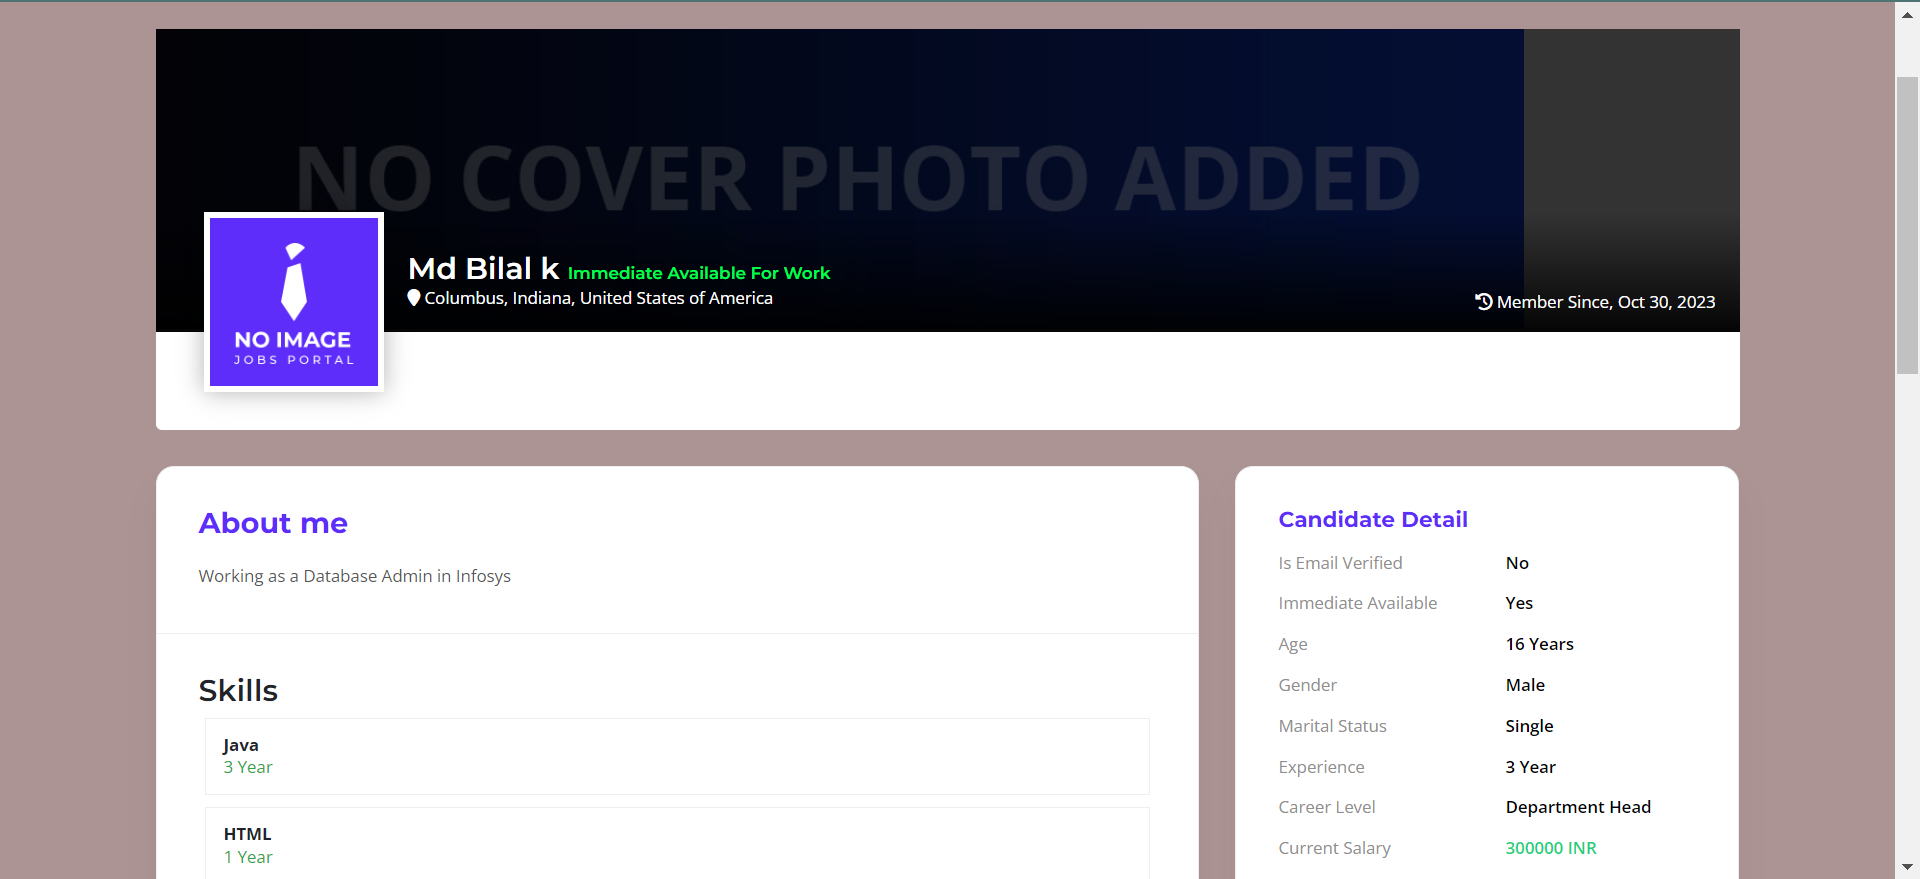 NO COVER PHOTO ADDED
NO IMAGE
JOBS PORTAL
Md Bilal k Immediate Available For Work
Columbus, Indiana, United States of America
Member Since, Oct 30, 2023
About me
Working as a Database Admin in Infosys
Skills
Java
3 Year
HTML
1 Year
Candidate Detail
Is Email Verified No
Immediate Available Yes
Age 16 Years
Gender Male
Marital Status Single
Experience 3 Year
Career Level Department Head
Current Salary 300000 INR